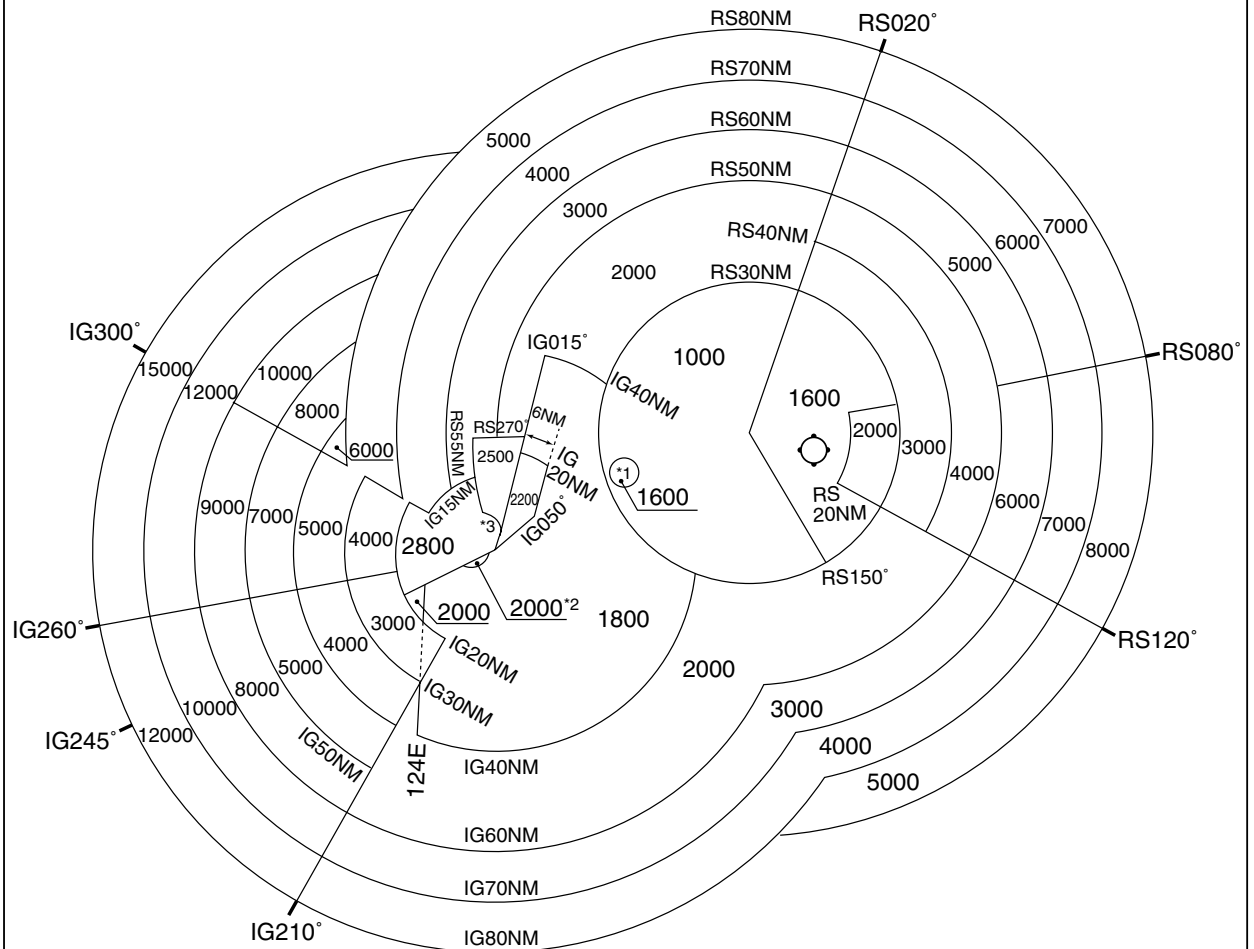 RS80NM
RS020˚
RS70NM
RS60NM
5000
4000
RS50NM
3000
7000
RS40NM
6000
5000
2000
RS30NM
IG300˚
IG015˚
RS080˚
15000
1000
10000
12000
IG40NM
1600
8000
6NM
RS270˚
RS55NM
2000
3000
6000
2500
IG
20NM
*1
4000
IG15NM
2200
1600
RS
20NM
6000
9000
7000
5000
4000
2800
*3
IG050˚
7000
8000
RS150˚
2000
2000*2
1800
IG260˚
3000
RS120˚
4000
IG20NM
5000
2000
8000
IG30NM
10000
3000
IG245˚
12000
IG50NM
124E
4000
IG40NM
5000
IG60NM
IG70NM
IG210˚
IG80NM